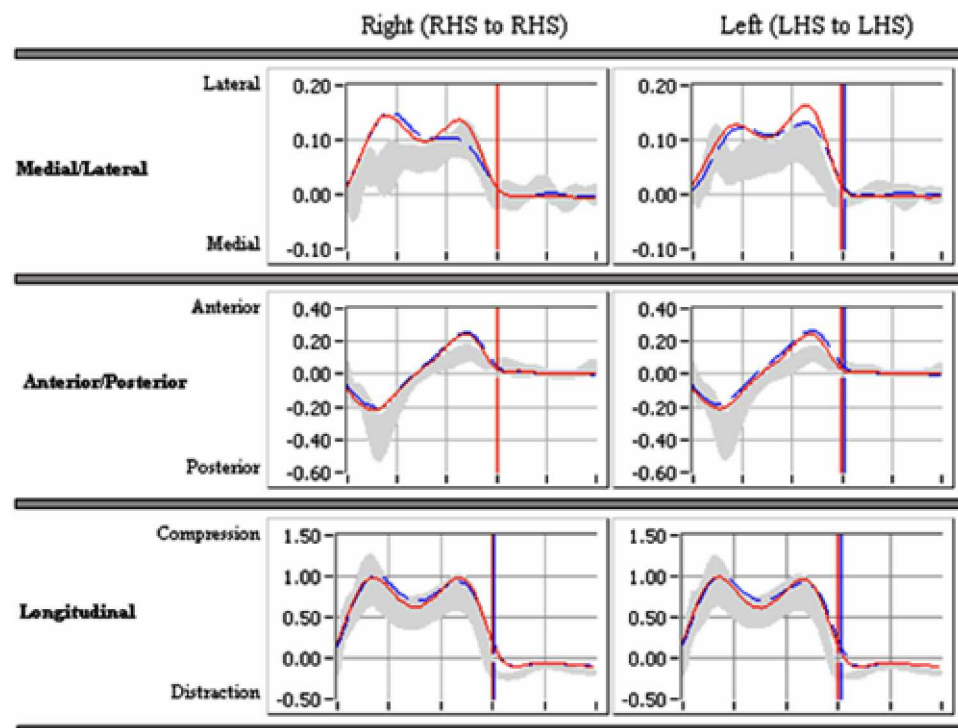 Right (RHS to RHS) Left (LHS to LHS)
Lateral 0.20 0.20
0.10 0.10
Medial/Lateral
0.00 0.00
Medial -0.10 -0.10
Anterior 0.40 0.40
0.20 0.20
Anterior/Posterior 0.00 0.00
-0.20 -0.20
-0.40 -0.40
Posterior -0.60 -0.60
Compression 1.50 1.50
1.00 1.00
Longitudinal 0.50 0.50
0.00 0.00
Distraction -0.50 -0.50